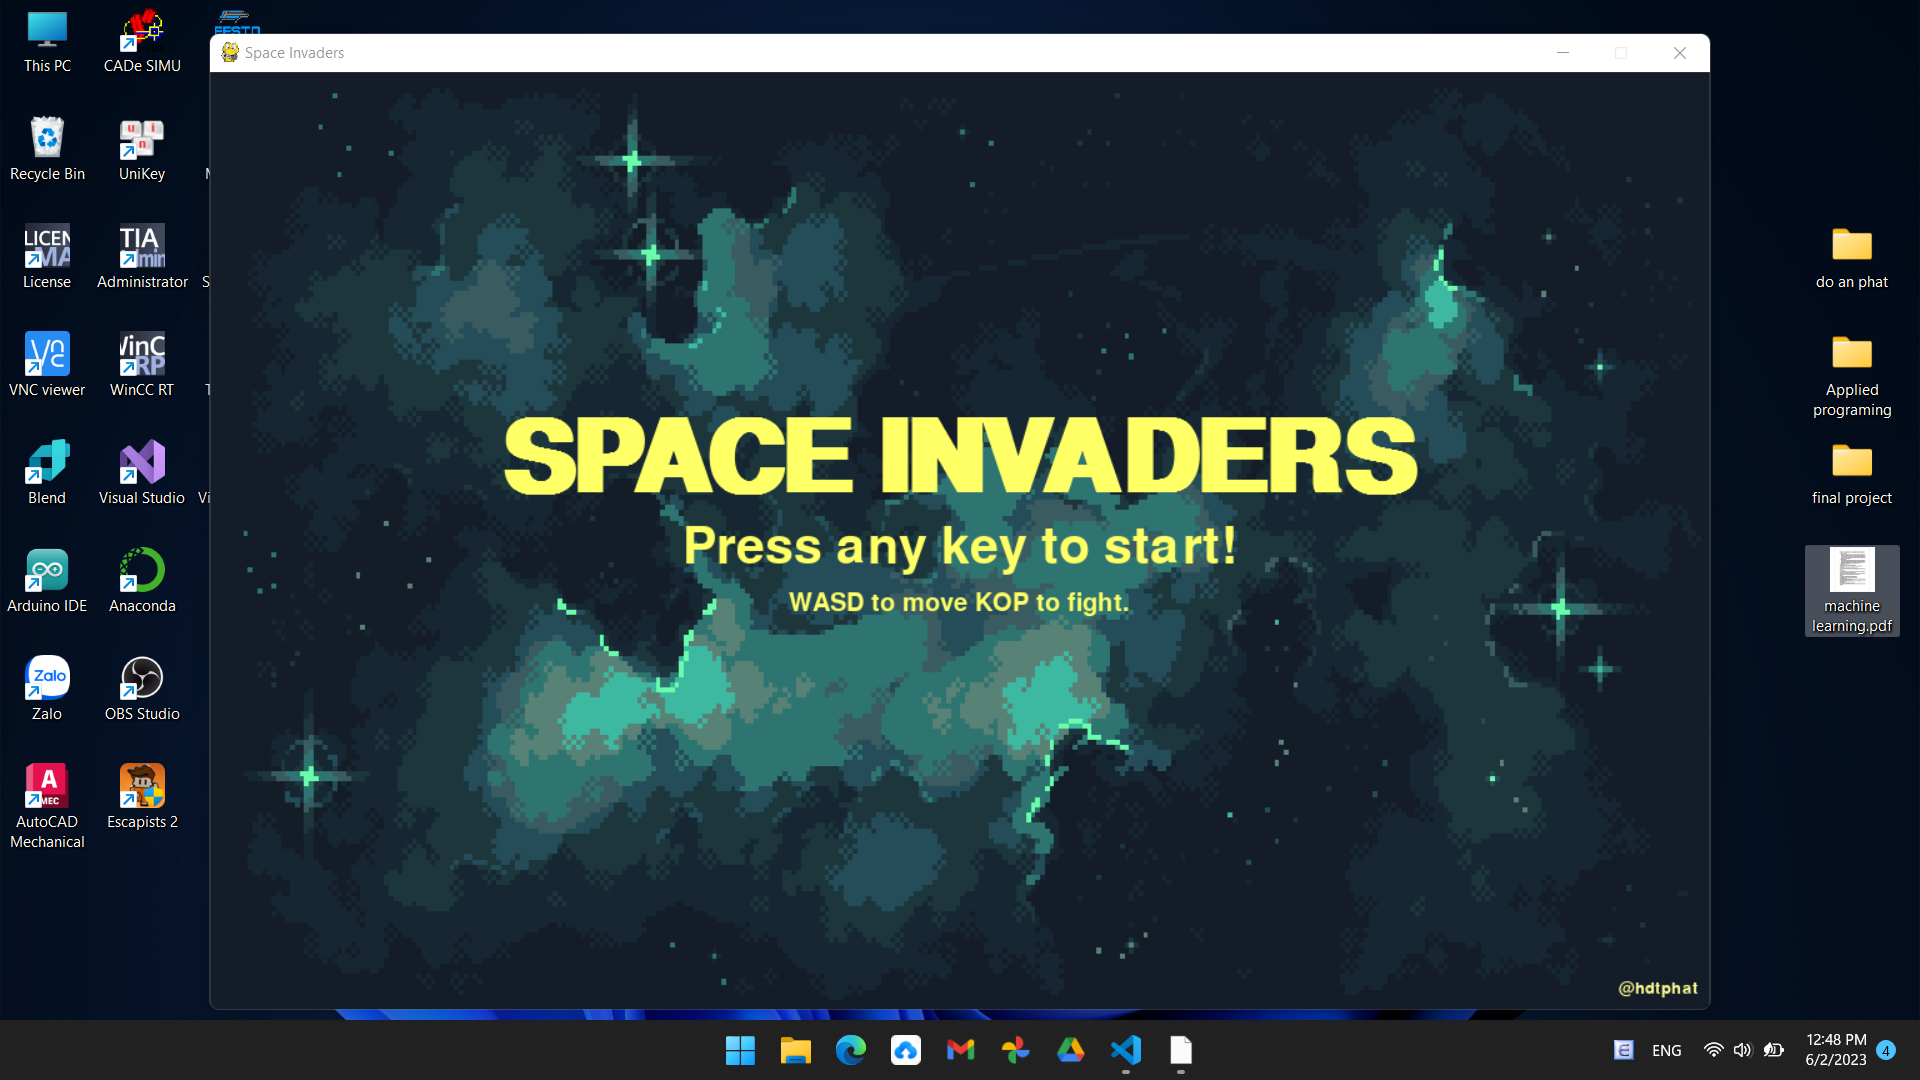 This PC
CADe SIMU
FESTO
Recycle Bin
UniKey
License
Administrator
VNC viewer
WinCC RT
Blend
Visual Studio
Arduino IDE
Anaconda
Zalo
OBS Studio
AutoCAD
Mechanical
Escapists 2
Space Invaders
SPACE INVADERS
Press any key to start!
WASD to move KOP to fight.
@hdtphat
do an phat
Applied
programing
final project
machine
learning.pdf
ENG
12:48 PM
6/2/2023
4